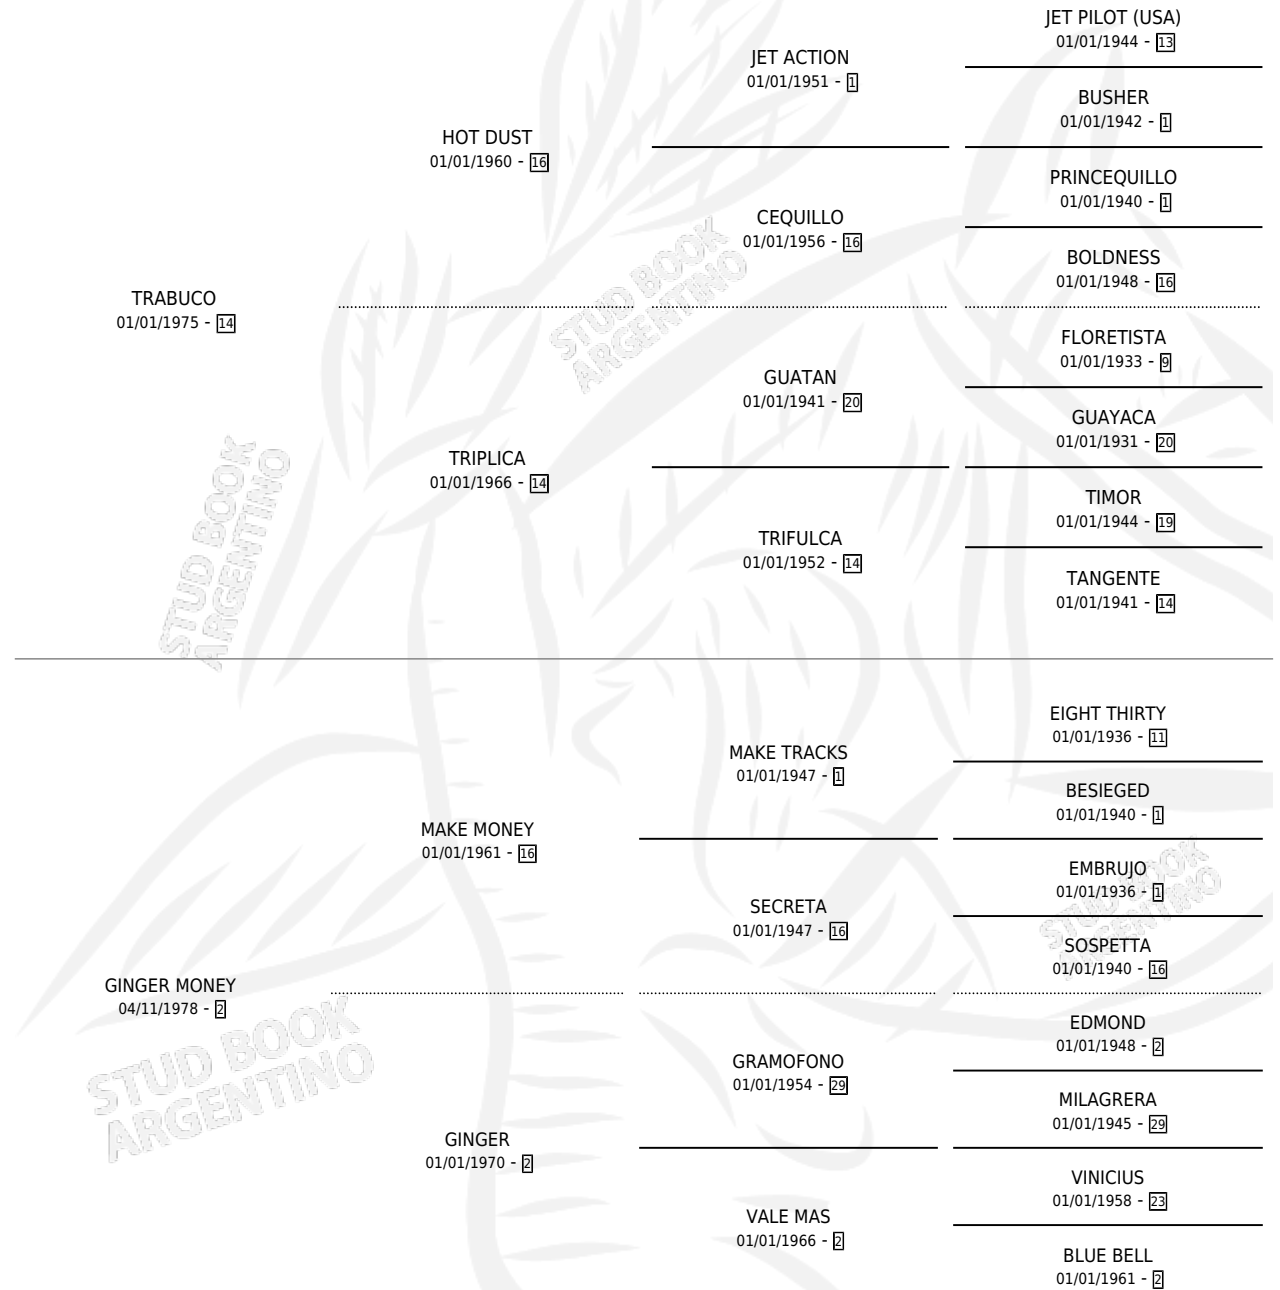 JET PILOT (USA)
01/01/1944 - 13
JET ACTION
01/01/1951 - 1
BUSHER
01/01/1942 - 1
HOT DUST
01/01/1960 - 16
PRINCEQUILLO
01/01/1940 - 1
CEQUILLO
01/01/1956 - 16
BOLDNESS
01/01/1948 - 16
TRABUCO
01/01/1975 - 14
FLORETISTA
01/01/1933 - 9
GUATAN
01/01/1941 - 20
GUAYACA
01/01/1931 - 20
TRIPLICA
01/01/1966 - 14
TIMOR
01/01/1944 - 19
TRIFULCA
01/01/1952 - 14
TANGENTE
01/01/1941 - 14
EIGHT THIRTY
01/01/1936 - 11
MAKE TRACKS
01/01/1947 - 1
BESIEGED
01/01/1940 - 1
MAKE MONEY
01/01/1961 - 16
EMBRUJO
01/01/1936 - 1
SECRETA
01/01/1947 - 16
SOSPETTA
01/01/1940 - 16
GINGER MONEY
04/11/1978 - 2
EDMOND
01/01/1948 - 2
GRAMOFONO
01/01/1954 - 29
MILAGRERA
01/01/1945 - 29
GINGER
01/01/1970 - 2
VINICIUS
01/01/1958 - 23
VALE MAS
01/01/1966 - 2
BLUE BELL
01/01/1961 - 2
STUD BOOK
ARGENTINO
STUD BOOK
ARGENTINO
STUD BOOK
ARGENTINO
STUD BOOK
ARGENTINO